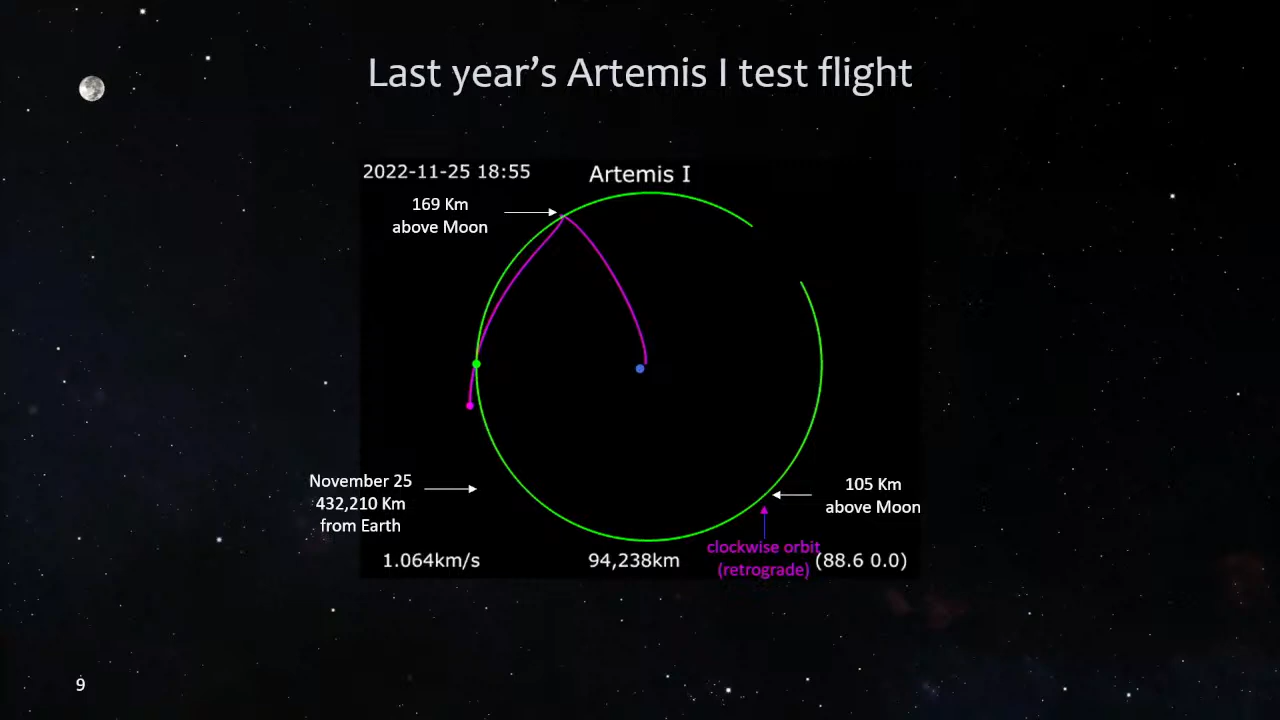 Last year's Artemis I test flight
2022-11-25 18:55
Artemis I
169 Km
above Moon
November 25
432,210 Km
from Earth
105 Km
above Moon
clockwise orbit
(retrograde)
1.064km/s
94,238km
(88.6 0.0)
9